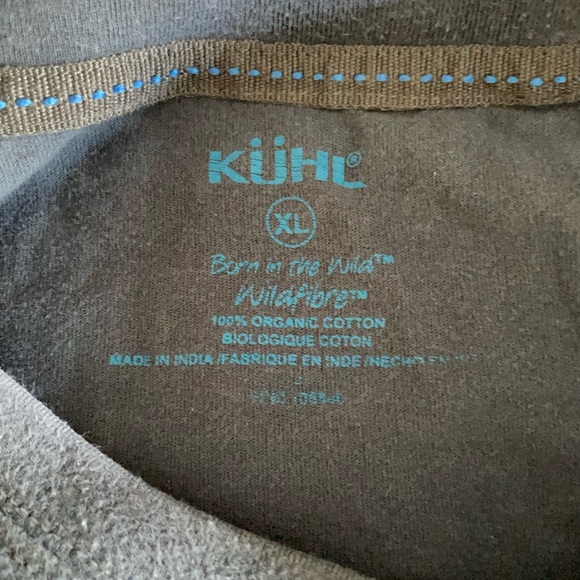 KÜHL®
XL
Born in the Wild™
Wildfibre™
100% ORGANIC COTTON
BIOLOGIQUE COTON
MADE IN INDIA /FABRIQUE EN INDE /HECHO EN